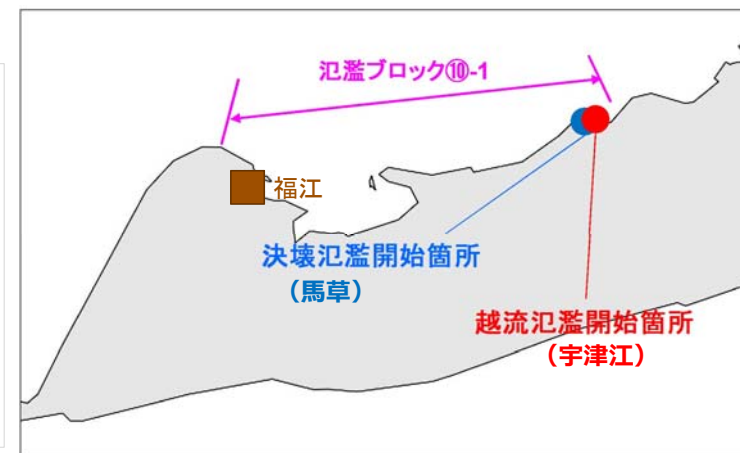 氾濫ブロック⑩-1
福江
決壊氾濫開始箇所
（馬草）
越流氾濫開始箇所
（宇津江）